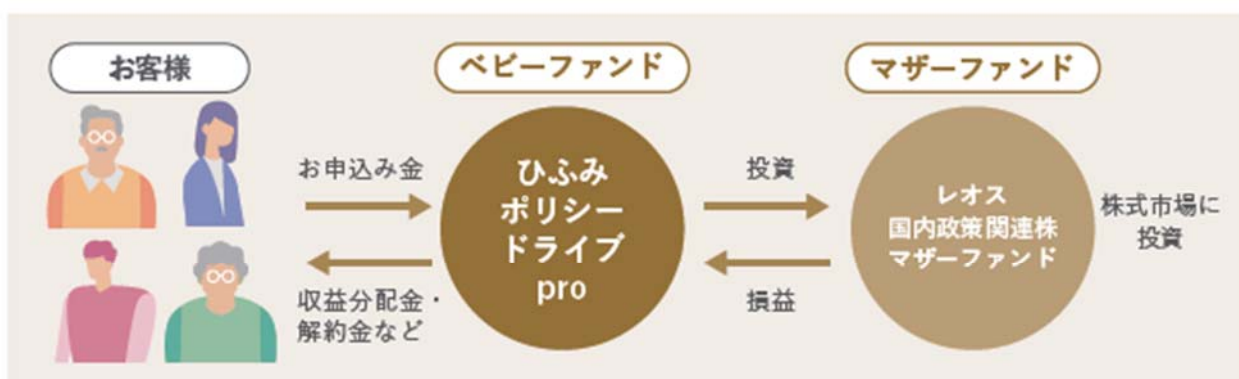 お客様
ベビーファンド
マザーファンド
お申込み金
収益分配金・
解約金など
ひふみ
ポリシー
ドライブ
pro
投資
損益
レオス
国内政策関連株
マザーファンド
株式市場に
投資